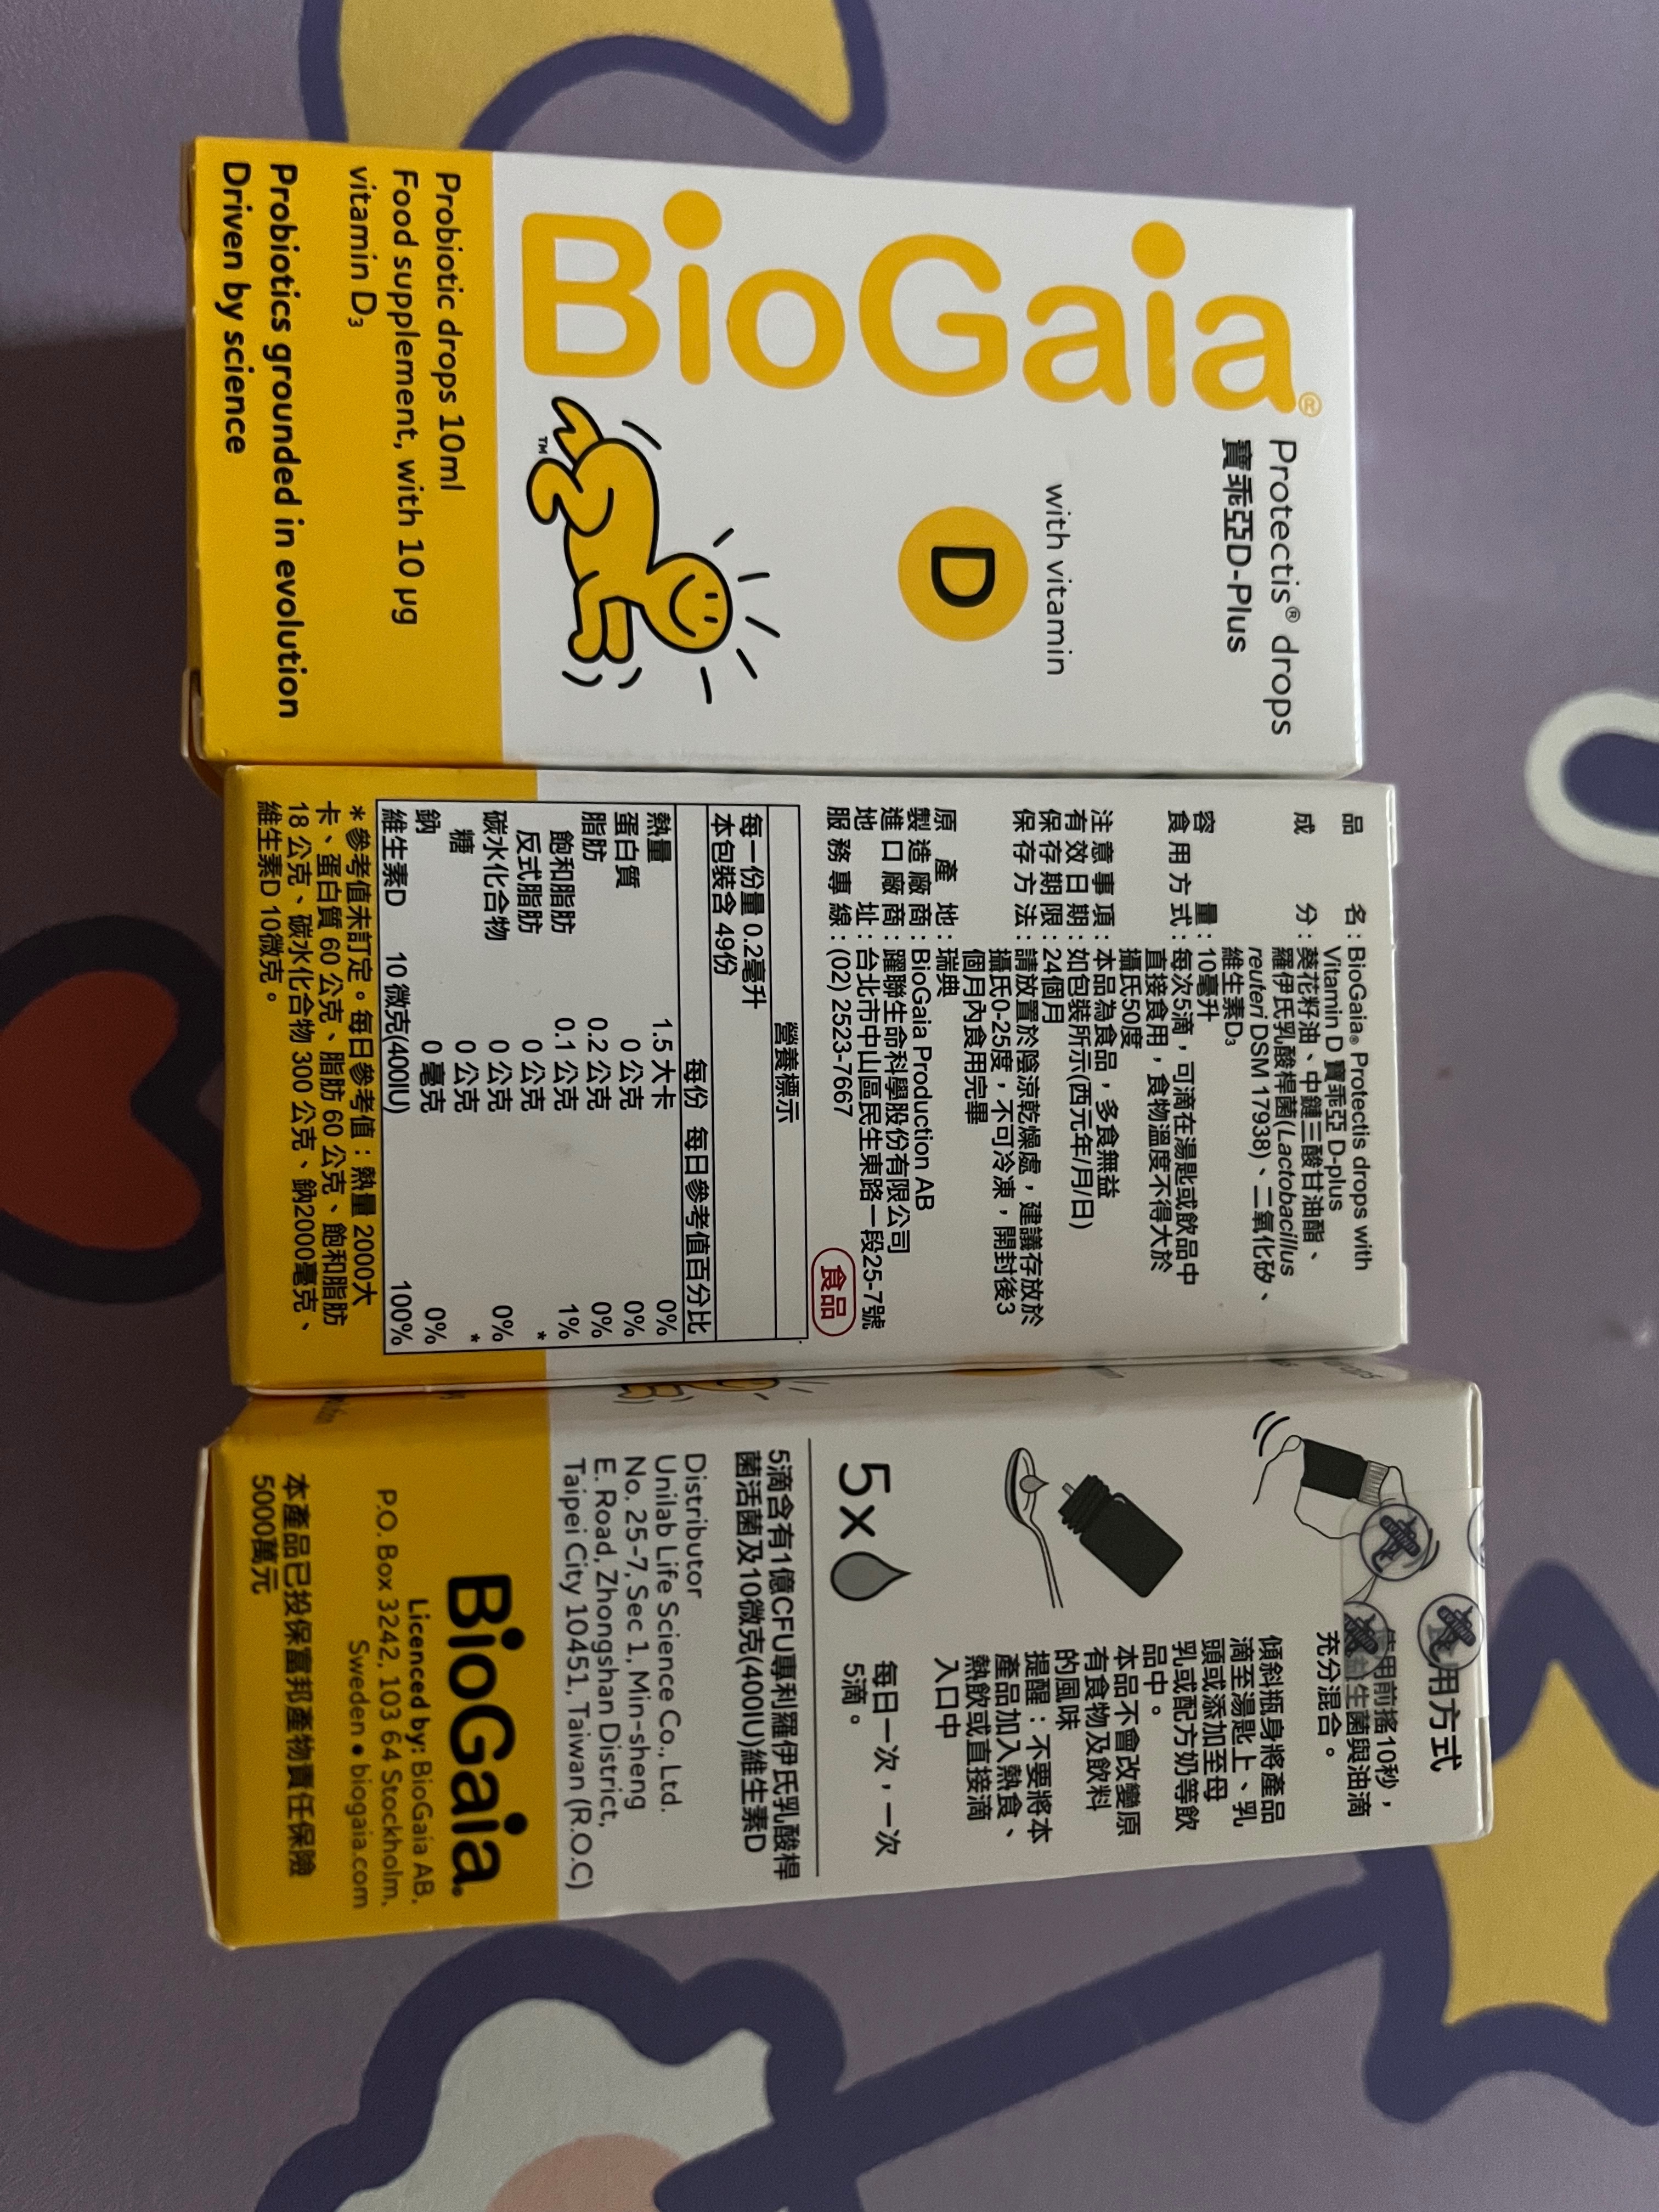 BioGaia®
Protectis® drops
寶乖亞D-Plus
with vitamin
D
TM
Probiotic drops 10ml
Food supplement, with 10 µg
vitamin D₃
Probiotics grounded in evolution
Driven by science
品名：BioGaia® Protectis drops with
Vitamin D 寶乖亞 D-plus
成分：葵花籽油、中鏈三酸甘油酯、
羅伊氏乳酸桿菌(Lactobacillus
reuteri DSM 17938)、二氧化矽、
維生素D₃
容量：10毫升
食用方式：每次5滴，可滴在湯匙或飲品中
直接食用，食物溫度不得大於
攝氏50度
注意事項：本品為食品，多食無益
有效日期：如包裝所示(西元年/月/日)
保存期限：24個月
保存方法：請放置於陰涼乾燥處，建議存放於
攝氏0-25度，不可冷凍，開封後3
個月內食用完畢
原產地：瑞典
製造廠商：BioGaia Production AB
進口廠商：躍聯生命科學股份有限公司
地址：台北市中山區民生東路一段25-7號
服務專線：(02) 2523-7667
食品
營養標示
每一份量 0.2毫升
本包裝含 49份
每份 每日參考值百分比
熱量 1.5 大卡 0%
蛋白質 0 公克 0%
脂肪 0.2 公克 0%
飽和脂肪 0.1 公克 1%
反式脂肪 0 公克 *
碳水化合物 0 公克 0%
糖 0 公克 *
鈉 0 毫克 0%
維生素D 10 微克(400IU) 100%
＊參考值未訂定。每日參考值：熱量 2000大
卡、蛋白質 60 公克、脂肪 60 公克、飽和脂肪
18 公克、碳水化合物 300 公克、鈉2000毫克、
維生素D 10微克。
用方式
使用前搖10秒，
益生菌與油滴
充分混合。
傾斜瓶身將產品
滴至湯匙上、乳
頭或添加至母
乳或配方奶等飲
品中。
本品不會改變原
有食物及飲料
的風味
提醒：不要將本
產品加入熱食、
熱飲或直接滴
入口中
5x
每日一次，一次
5滴。
5滴含有1億CFU專利羅伊氏乳酸桿
菌活菌及10微克(400IU)維生素D
Distributor
Unilab Life Science Co., Ltd.
No. 25-7, Sec 1, Min-sheng
E. Road, Zhongshan District,
Taipei City 10451, Taiwan (R.O.C)
BioGaia®
Licenced by: BioGaia AB,
P.O. Box 3242, 103 64 Stockholm,
Sweden • biogaia.com
本產品已投保富邦產物責任保險
5000萬元